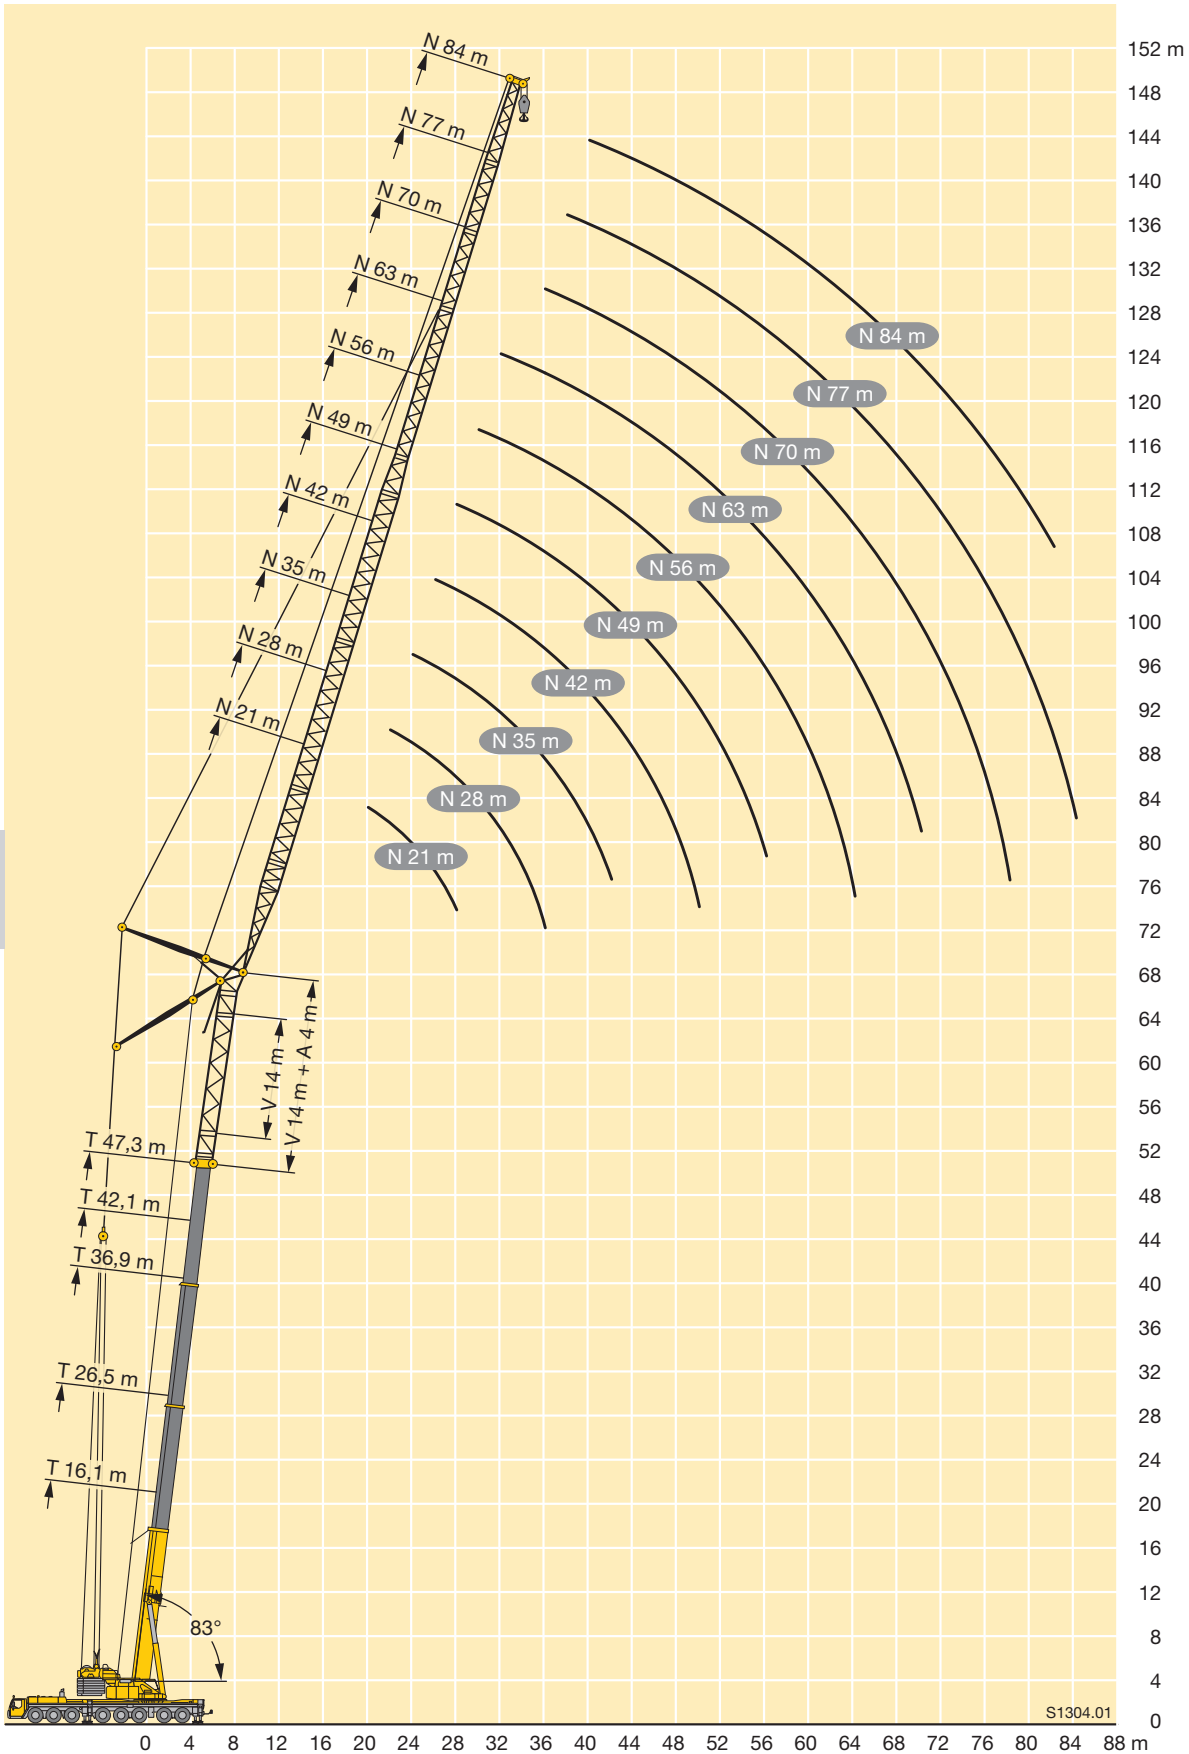 N 84 m
N 77 m
N 70 m
N 63 m
N 56 m
N 49 m
N 42 m
N 35 m
N 28 m
N 21 m
N 84 m
N 77 m
N 70 m
N 63 m
N 56 m
N 49 m
N 42 m
N 35 m
N 28 m
N 21 m
V 14 m
V 14 m + A 4 m
T 47,3 m
T 42,1 m
T 36,9 m
T 26,5 m
T 16,1 m
83°
152 m
148
144
140
136
132
128
124
120
116
112
108
104
100
96
92
88
84
80
76
72
68
64
60
56
52
48
44
40
36
32
28
24
20
16
12
8
4
0
S1304.01
0 4 8 12 16 20 24 28 32 36 40 44 48 52 56 60 64 68 72 76 80 84 88 m